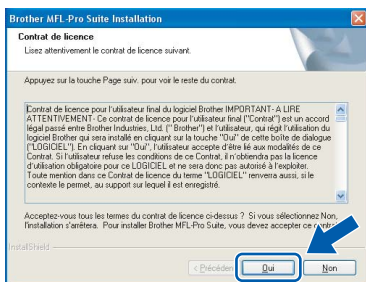 Brother MFL-Pro Suite Installation
Contrat de licence
Lisez attentivement le contrat de licence suivant.
Appuyez sur la touche Page suiv. pour voir le reste du contrat.
Contrat de licence pour l'utilisateur final du logiciel Brother IMPORTANT- A LIRE
ATTENTIVEMENT- Ce contrat de licence pour l'utilisateur final ("Contrat") est un accord
légal passé entre Brother Industries, Ltd. (" Brother") et l'utilisateur, qui régit l'utilisation du
logiciel Brother qui sera installé en cliquant sur la touche "Oui" de cette boîte de dialogue
("LOGICIEL"). En cliquant sur "Oui", l'utilisateur accepte d'être lié aux modalités de ce
Contrat. Si l'utilisateur refuse les conditions de ce Contrat, il n'obtiendra pas la licence
d'utilisation obligatoire pour ce LOGICIEL et ne sera donc pas autorisé à l'exploiter.
Toute mention dans ce Contrat de licence du terme "LOGICIEL" renverra aussi, si le
contexte le permet, au support sur lequel il est enregistré.
Acceptez-vous tous les termes du contrat de licence ci-dessus ? Si vous sélectionnez Non,
l'installation s'arrêtera. Pour installer Brother MFL-Pro Suite, vous devez accepter ce
InstallShield
< Précéden Oui Non